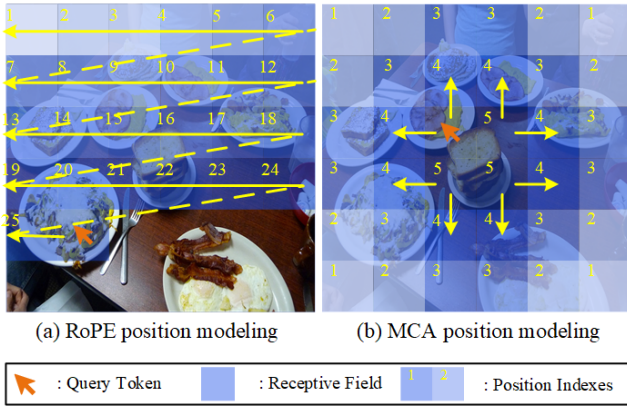 1 2 3 4 5 6
7 8 9 10 11 12
13 14 15 16 17 18
19 20 21 22 23 24
25
(a) RoPE position modeling
1 2 3 3 2 1
2 3 4 4 3 2
3 4 5 4 3
3 4 5 5 4 3
2 3 4 4 3 2
1 2 3 3 2 1
(b) MCA position modeling
: Query Token : Receptive Field 1 2 : Position Indexes